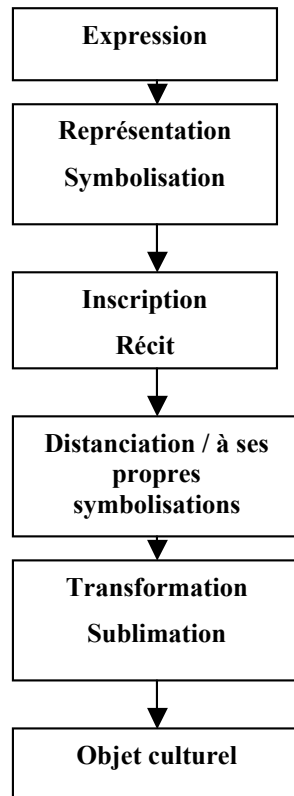 Expression
Représentation
Symbolisation
Inscription
Récit
Distanciation / à ses
propres
symbolisations
Transformation
Sublimation
Objet culturel